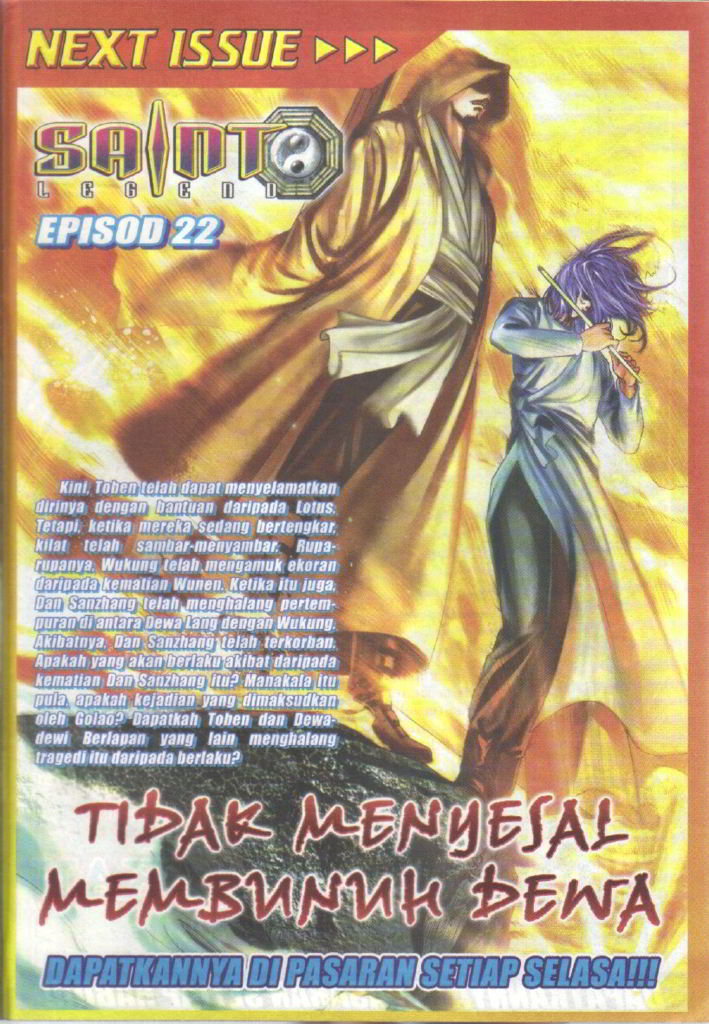 NEXT ISSUE
SAINT
LEGEND
EPISOD 22
Kini, Tohen telah dapat menyelamatkan
dirinya dengan bantuan daripada Lotus.
Tetapi, ketika mereka sedang bertengkar,
kilat telah sambar-menyambar. Rupa-
rupanya, Wukung telah mengamuk ekoran
daripada kematian Wunen. Ketika itu juga,
Dan Sanzhang telah menghalang pertem-
puran di antara Dewa Lang dengan Wukung.
Akibatnya, Dan Sanzhang telah terkorban.
Apakah yang akan berlaku akibat daripada
kematian Dan Sanzhang itu? Manakala itu
pula, apakah kejadian yang dimaksudkan
oleh Golao? Dapatkah Tohen dan Dewa-
dewi Berlapan yang lain menghalang
tragedi itu daripada berlaku?
TIDAK MENYESAL
MEMBUNUH DEWA
DAPATKANNYA DI PASARAN SETIAP SELASA!!!